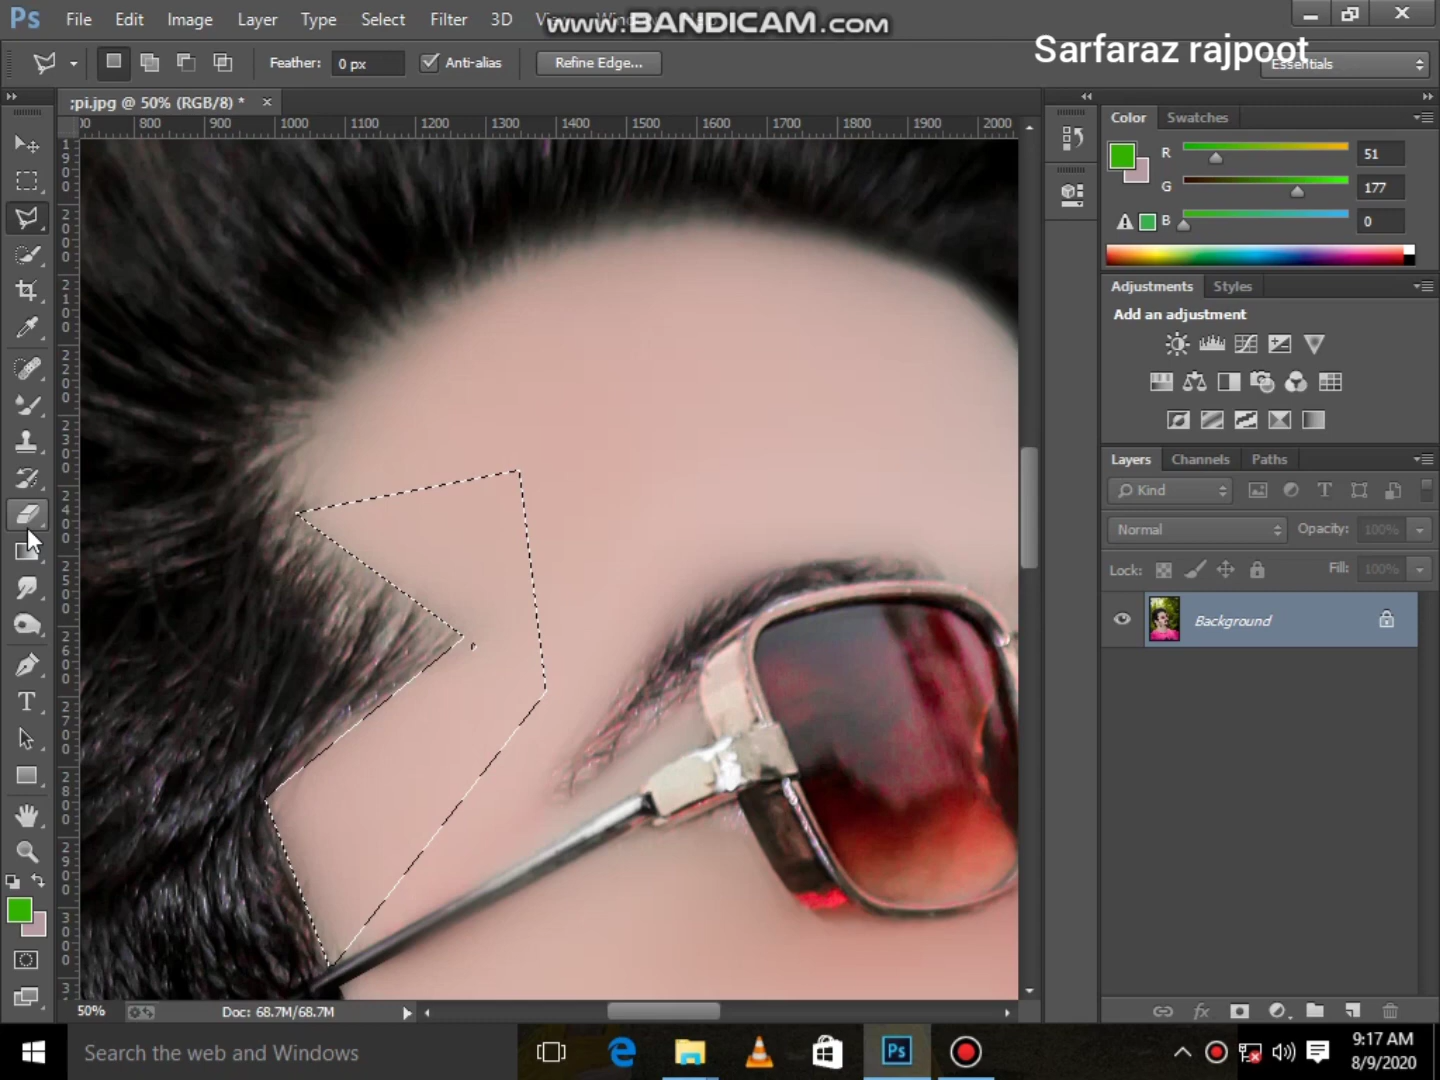 Ps File Edit Image Layer Type Select Filter 3D
www.BANDICAM.com
Sarfaraz rajpoot
Feather: 0 px Anti-alias Refine Edge... Essentials
;pi.jpg @ 50% (RGB/8) * ×
800 900 1000 1100 1200 1300 1400 1500 1600 1700 1800 1900 2000
Color Swatches
R 51
G 177
B 0
Adjustments Styles
Add an adjustment
Layers Channels Paths
Kind
Normal Opacity: 100%
Lock: Fill: 100%
Background
50% Doc: 68.7M/68.7M
Search the web and Windows
Ps
9:17 AM
8/9/2020